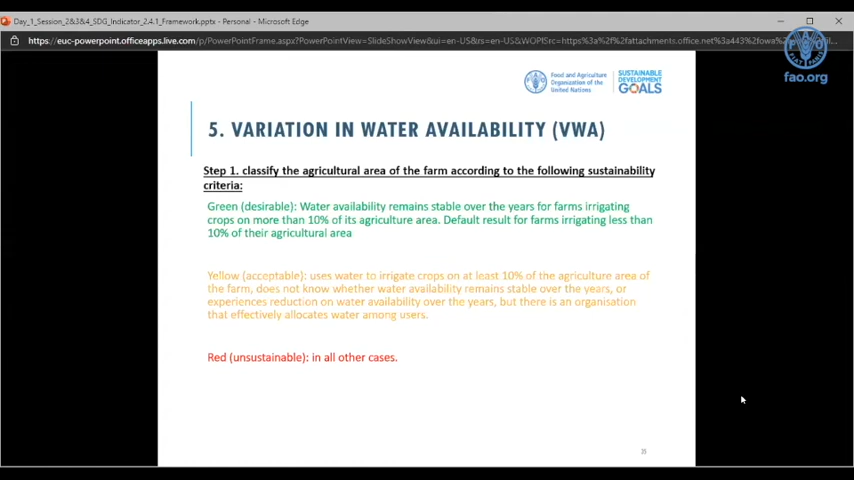 Day_1_Session_2&3&4_SDG_Indicator_2.4.1_Framework.pptx - Personal - Microsoft Edge
https://euc-powerpoint.officeapps.live.com/p/PowerPointFrame.aspx?PowerPointView=SlideShowView&ui=en-US&rs=en-US&WOPISrc=https%3a%2f%2fattachments.office.net%3a443%2fowa%2f
fao.org
Food and Agriculture
Organization of the
United Nations
SUSTAINABLE
DEVELOPMENT
GOALS
5. VARIATION IN WATER AVAILABILITY (VWA)
Step 1. classify the agricultural area of the farm according to the following sustainability
criteria:
Green (desirable): Water availability remains stable over the years for farms irrigating
crops on more than 10% of its agriculture area. Default result for farms irrigating less than
10% of their agricultural area
Yellow (acceptable): uses water to irrigate crops on at least 10% of the agriculture area of
the farm, does not know whether water availability remains stable over the years, or
experiences reduction on water availability over the years, but there is an organisation
that effectively allocates water among users.
Red (unsustainable): in all other cases.